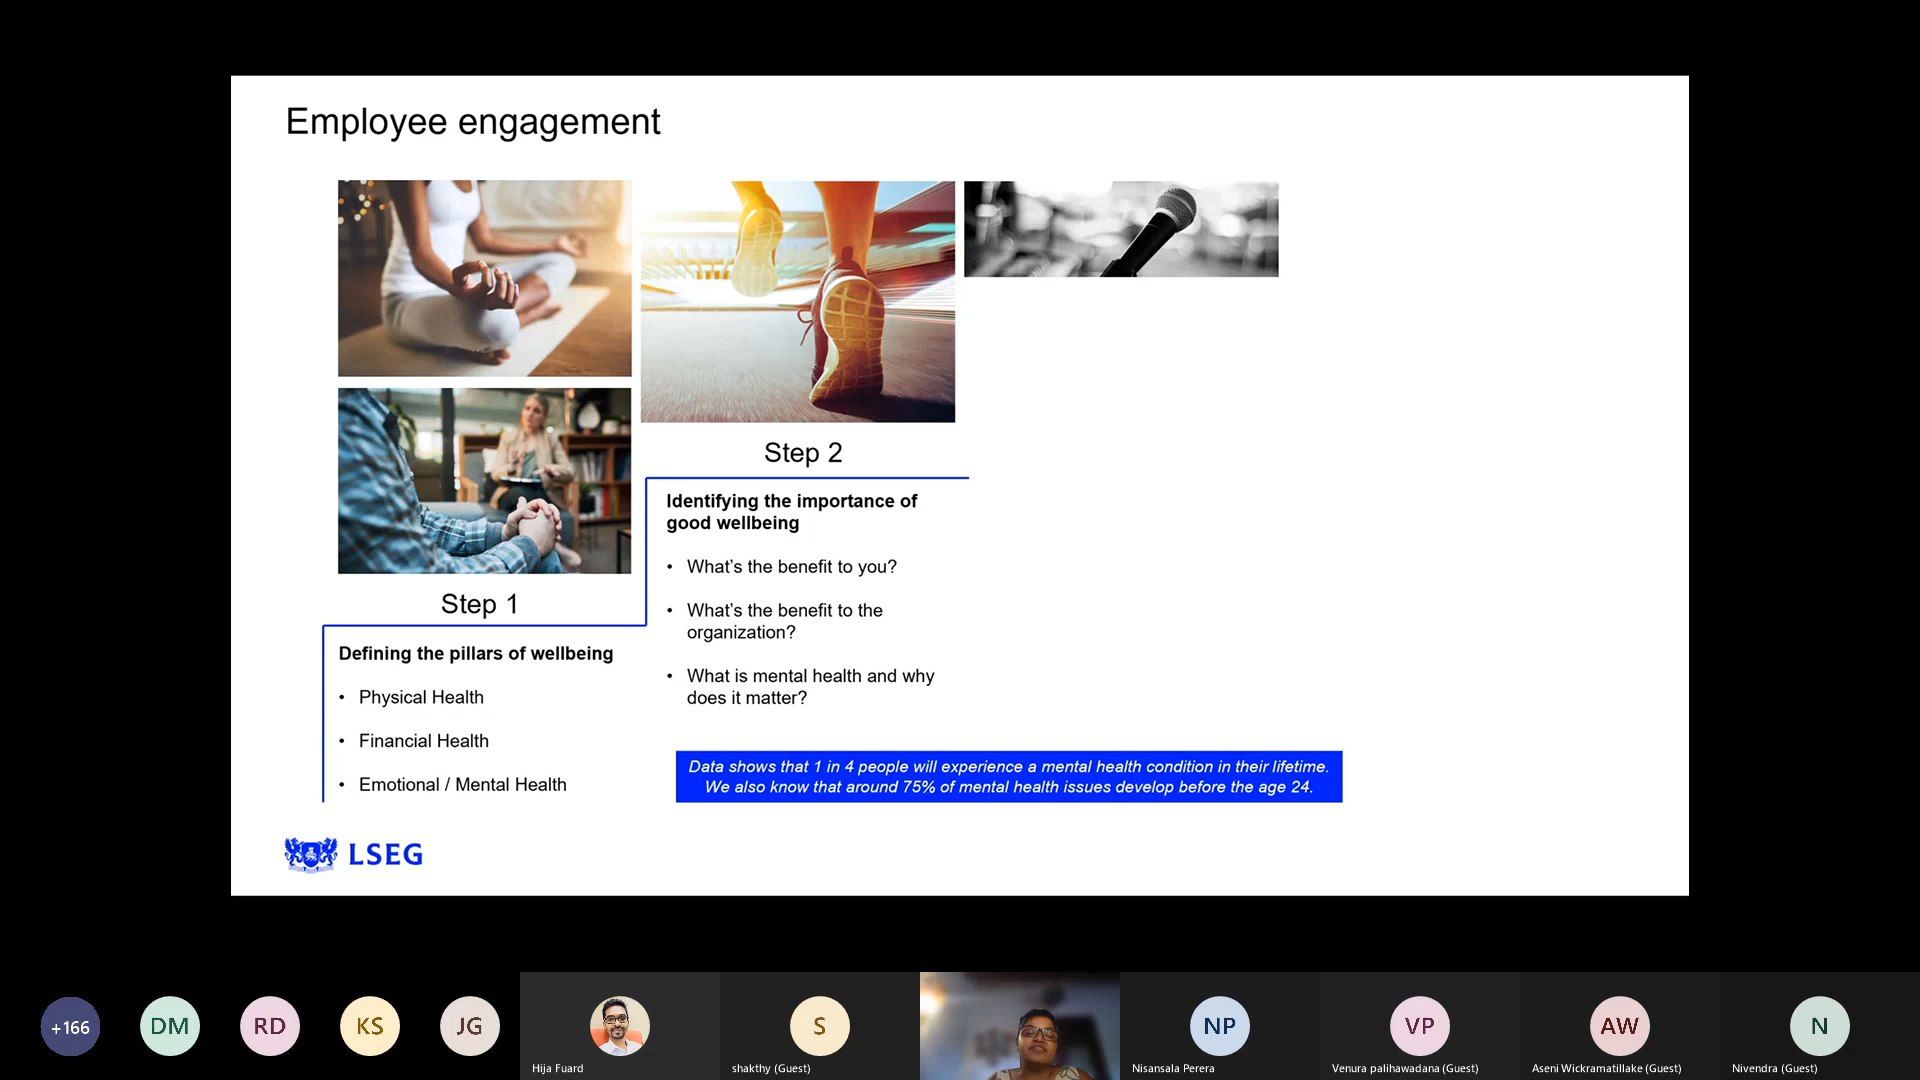 Employee engagement
Step 1
Defining the pillars of wellbeing
• Physical Health
• Financial Health
• Emotional / Mental Health
Step 2
Identifying the importance of
good wellbeing
• What’s the benefit to you?
• What’s the benefit to the
organization?
• What is mental health and why
does it matter?
Data shows that 1 in 4 people will experience a mental health condition in their lifetime.
We also know that around 75% of mental health issues develop before the age 24.
LSEG
+166
DM
RD
KS
JG
Hija Fuard
S
shakthy (Guest)
NP
Nisansala Perera
VP
Venura palihawadana (Guest)
AW
Aseni Wickramatillake (Guest)
N
Nivendra (Guest)